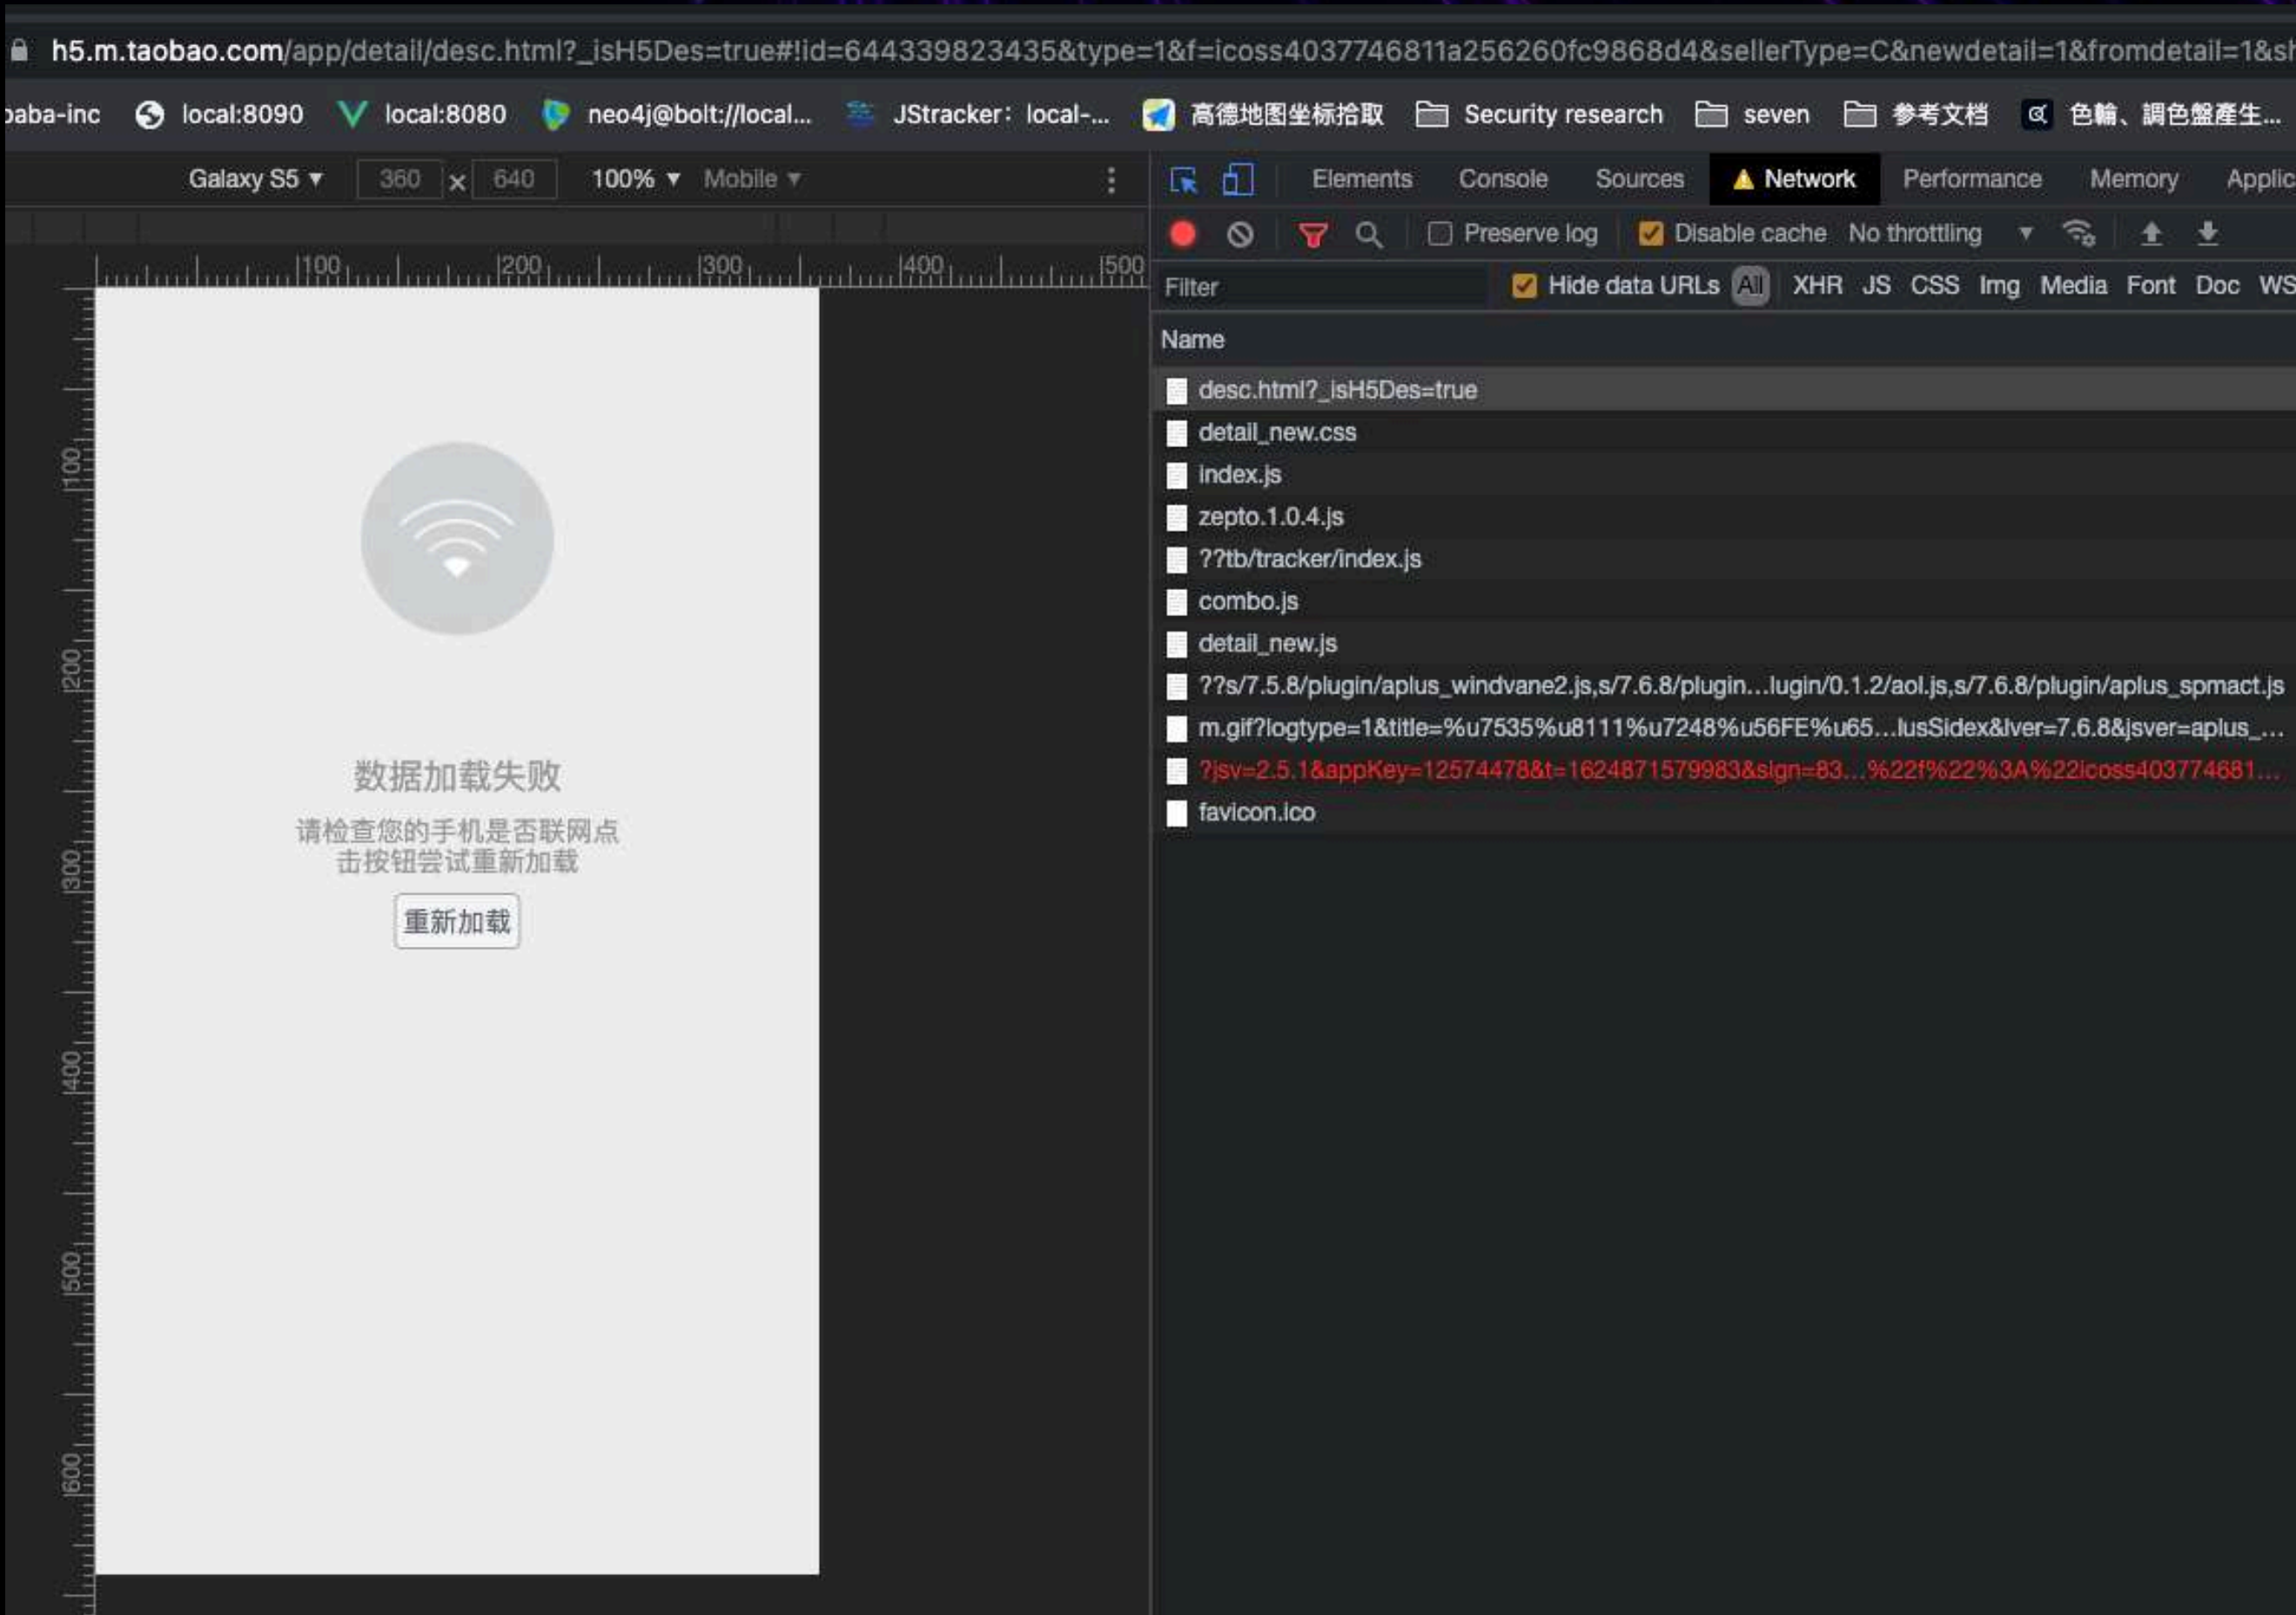 h5.m.taobao.com/app/detail/desc.html?_isH5Des=true#!id=644339823435&type=1&f=icoss4037746811a256260fc9868d4&sellerType=C&newdetail=1&fromdetail=1&st
baba-inc local:8090 local:8080 neo4j@bolt://local... JStracker：local-... 高德地图坐标拾取 Security research seven 参考文档 色輪、調色盤產生...
Galaxy S5 ▼ 360 x 640 100% ▼ Mobile ▼
Elements Console Sources Network Performance Memory Applic
Preserve log Disable cache No throttling ▼
100 200 300 400 500
Filter Hide data URLs All XHR JS CSS Img Media Font Doc WS
Name
desc.html?_isH5Des=true
detail_new.css
index.js
zepto.1.0.4.js
??tb/tracker/index.js
combo.js
detail_new.js
??s/7.5.8/plugin/aplus_windvane2.js,s/7.6.8/plugin...lugin/0.1.2/aol.js,s/7.6.8/plugin/aplus_spmact.js
m.gif?logtype=1&title=%u7535%u8111%u7248%u56FE%u65...lusSidex&lver=7.6.8&jsver=aplus_...
?jsv=2.5.1&appKey=12574478&t=1624871579983&sign=83...%22f%22%3A%22icoss403774681...
favicon.ico
100
200
300
400
500
600
数据加载失败
请检查您的手机是否联网点
击按钮尝试重新加载
重新加载